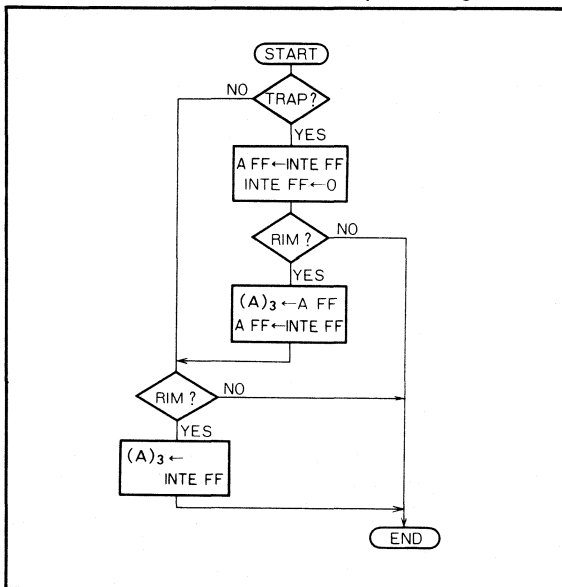 START
NO
TRAP?
YES
A FF←INTE FF
INTE FF←0
RIM ?
NO
YES
(A)₃←A FF
A FF←INTE FF
RIM ?
NO
YES
(A)₃←
INTE FF
END